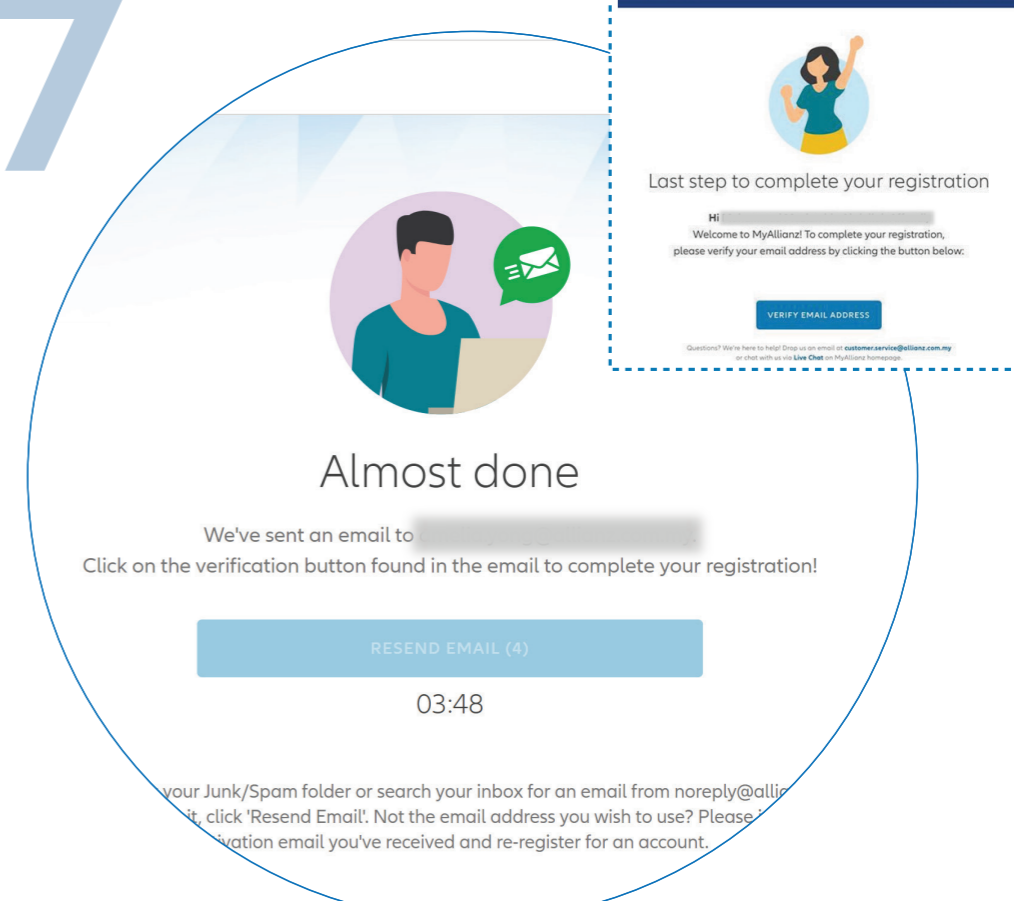 7
Last step to complete your registration
Hi
Welcome to MyAllianz! To complete your registration,
please verify your email address by clicking the button below:
VERIFY EMAIL ADDRESS
Questions? We're here to help! Drop us an email at customer.service@allianz.com.my
or chat with us via Live Chat on MyAllianz homepage.
Almost done
We've sent an email to
Click on the verification button found in the email to complete your registration!
RESEND EMAIL (4)
03:48
your Junk/Spam folder or search your inbox for an email from noreply@allia
it, click 'Resend Email'. Not the email address you wish to use? Please
vation email you've received and re-register for an account.